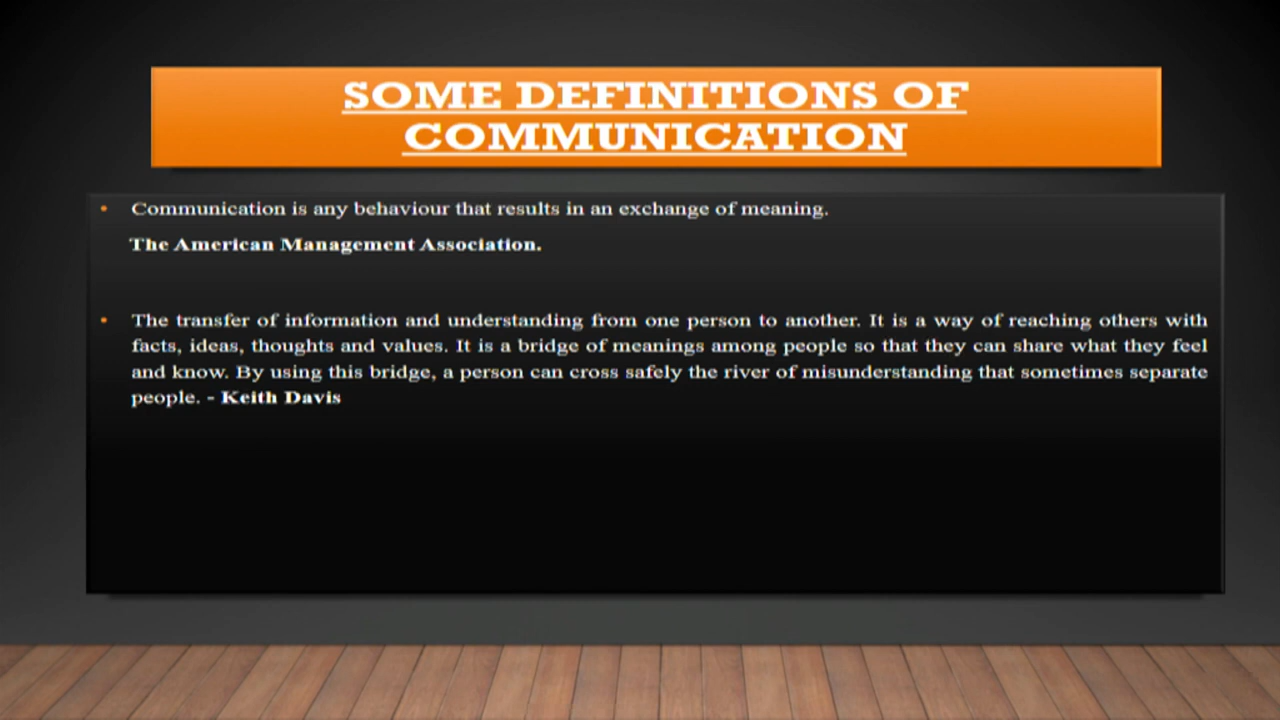 SOME DEFINITIONS OF
COMMUNICATION
• Communication is any behaviour that results in an exchange of meaning.
The American Management Association.
• The transfer of information and understanding from one person to another. It is a way of reaching others with
facts, ideas, thoughts and values. It is a bridge of meanings among people so that they can share what they feel
and know. By using this bridge, a person can cross safely the river of misunderstanding that sometimes separate
people. - Keith Davis